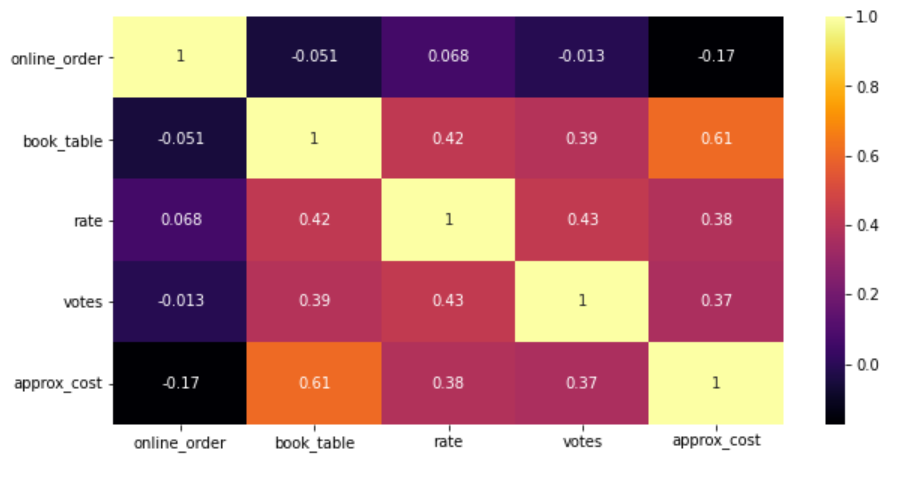 online_order 1 -0.051 0.068 -0.013 -0.17
book_table -0.051 1 0.42 0.39 0.61
rate 0.068 0.42 1 0.43 0.38
votes -0.013 0.39 0.43 1 0.37
approx_cost -0.17 0.61 0.38 0.37 1
online_order book_table rate votes approx_cost
1.0
0.8
0.6
0.4
0.2
0.0